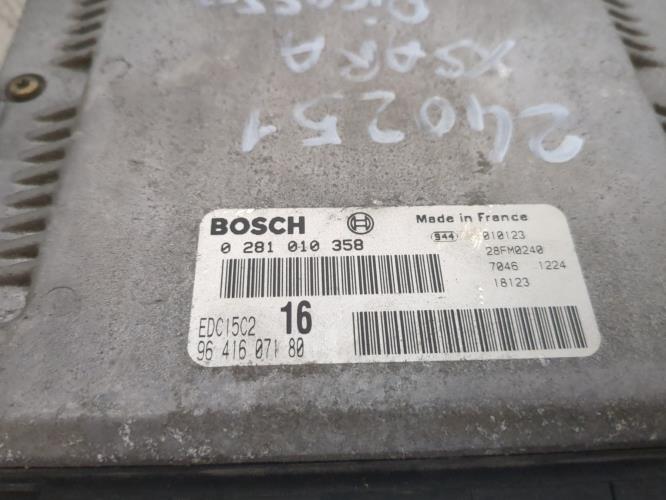 XSARA
240251
BOSCH
0 281 010 358
Made in France
944 010123
28FM0240
7046 1224
18123
EDC15C2 16
96 416 071 80